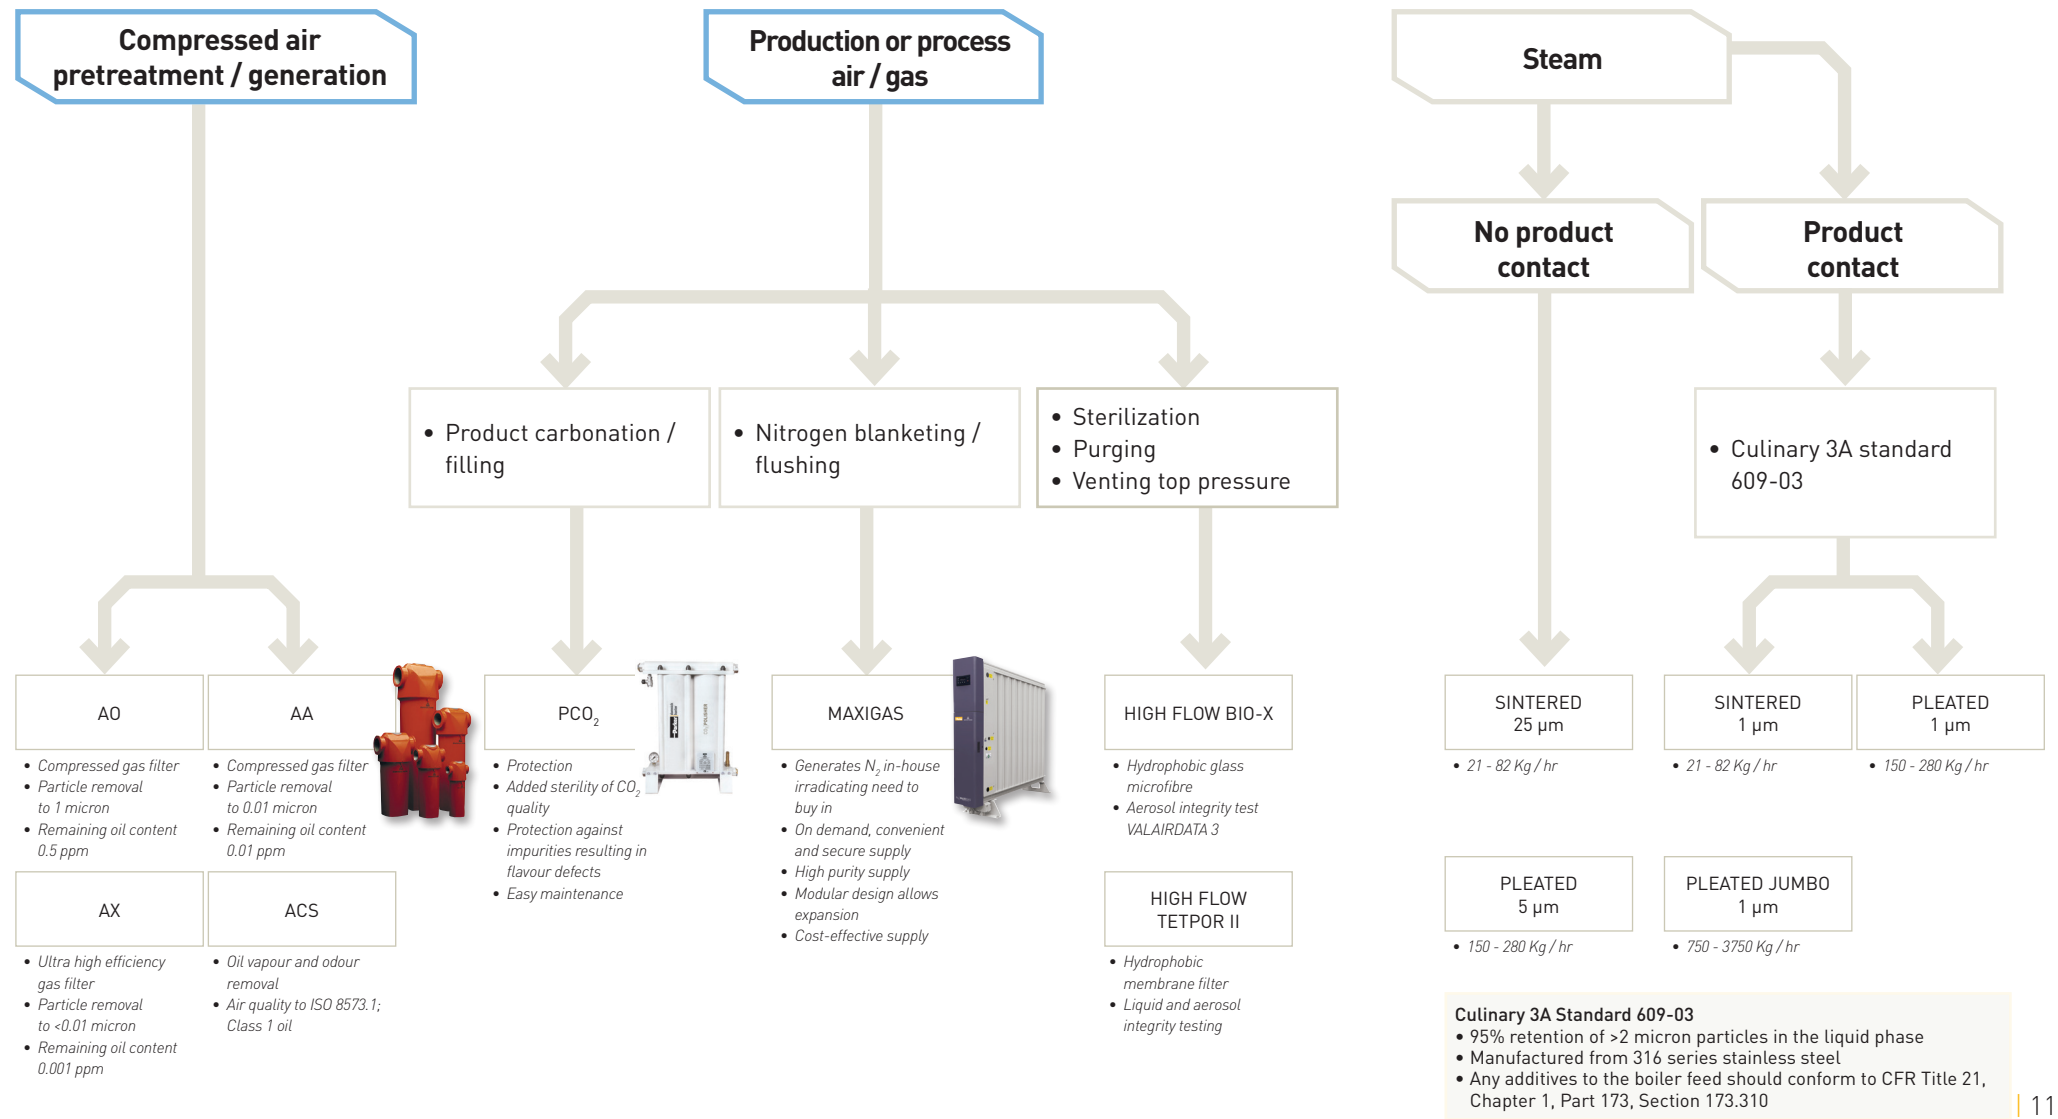 Compressed air
pretreatment / generation
Production or process
air / gas
Steam
No product
contact
Product
contact
• Product carbonation /
filling
• Nitrogen blanketing /
flushing
• Sterilization
• Purging
• Venting top pressure
• Culinary 3A standard
609-03
AO
• Compressed gas filter
• Particle removal
to 1 micron
• Remaining oil content
0.5 ppm
AA
• Compressed gas filter
• Particle removal
to 0.01 micron
• Remaining oil content
0.01 ppm
AX
• Ultra high efficiency
gas filter
• Particle removal
to <0.01 micron
• Remaining oil content
0.001 ppm
ACS
• Oil vapour and odour
removal
• Air quality to ISO 8573.1;
Class 1 oil
PCO₂
• Protection
• Added sterility of CO₂
quality
• Protection against
impurities resulting in
flavour defects
• Easy maintenance
Parker
MAXIGAS
• Generates N₂ in-house
irradicating need to
buy in
• On demand, convenient
and secure supply
• High purity supply
• Modular design allows
expansion
• Cost-effective supply
HIGH FLOW BIO-X
• Hydrophobic glass
microfibre
• Aerosol integrity test
VALAIRDATA 3
HIGH FLOW
TETPOR II
• Hydrophobic
membrane filter
• Liquid and aerosol
integrity testing
SINTERED
25 µm
• 21 - 82 Kg / hr
SINTERED
1 µm
• 21 - 82 Kg / hr
PLEATED
1 µm
• 150 - 280 Kg / hr
PLEATED
5 µm
• 150 - 280 Kg / hr
PLEATED JUMBO
1 µm
• 750 - 3750 Kg / hr
Culinary 3A Standard 609-03
• 95% retention of >2 micron particles in the liquid phase
• Manufactured from 316 series stainless steel
• Any additives to the boiler feed should conform to CFR Title 21,
Chapter 1, Part 173, Section 173.310
11